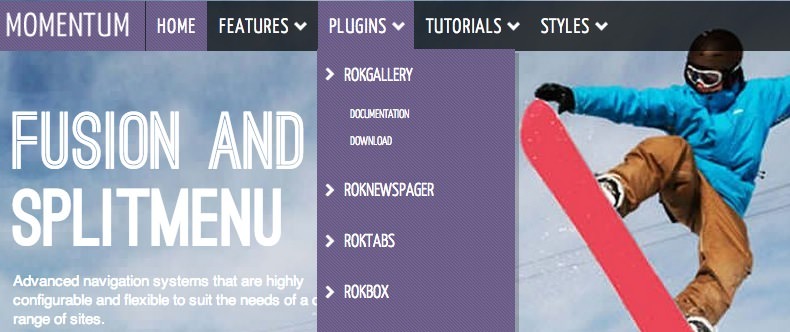 MOMENTUM HOME FEATURES PLUGINS TUTORIALS STYLES
ROKGALLERY
DOCUMENTATION
DOWNLOAD
ROKNEWSPAGER
ROKTABS
ROKBOX
FUSION AND
SPLITMENU
Advanced navigation systems that are highly
configurable and flexible to suit the needs of a
range of sites.